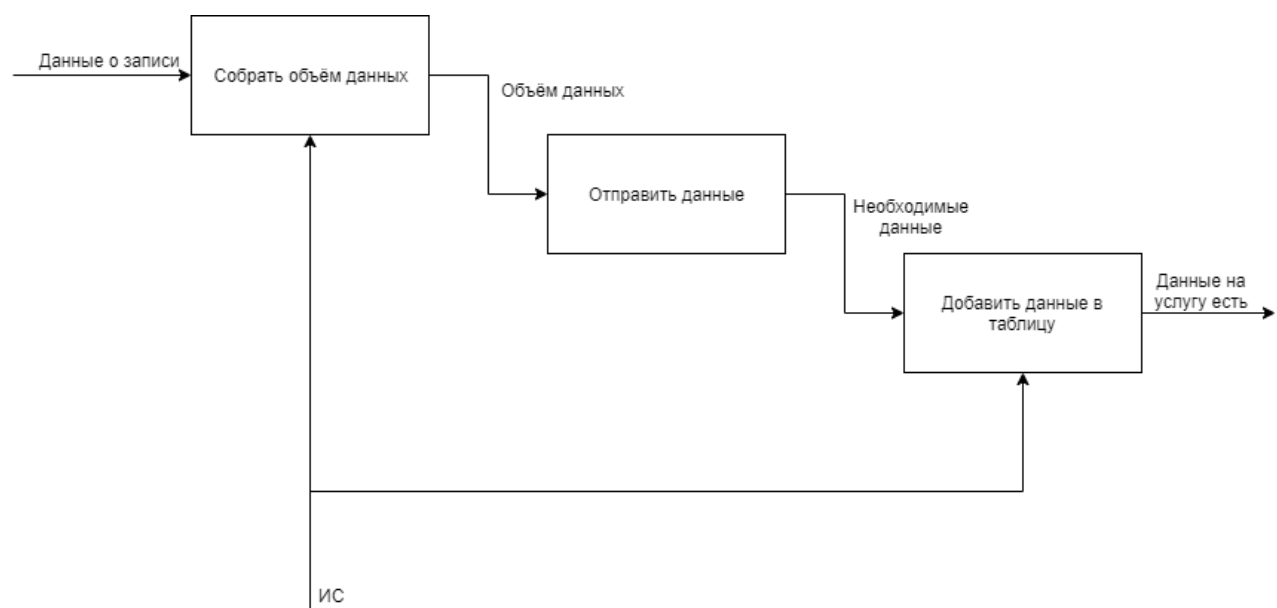 Данные о записи
Собрать объём данных
Объём данных
Отправить данные
Необходимые
данные
Добавить данные в
таблицу
Данные на
услугу есть
ИС